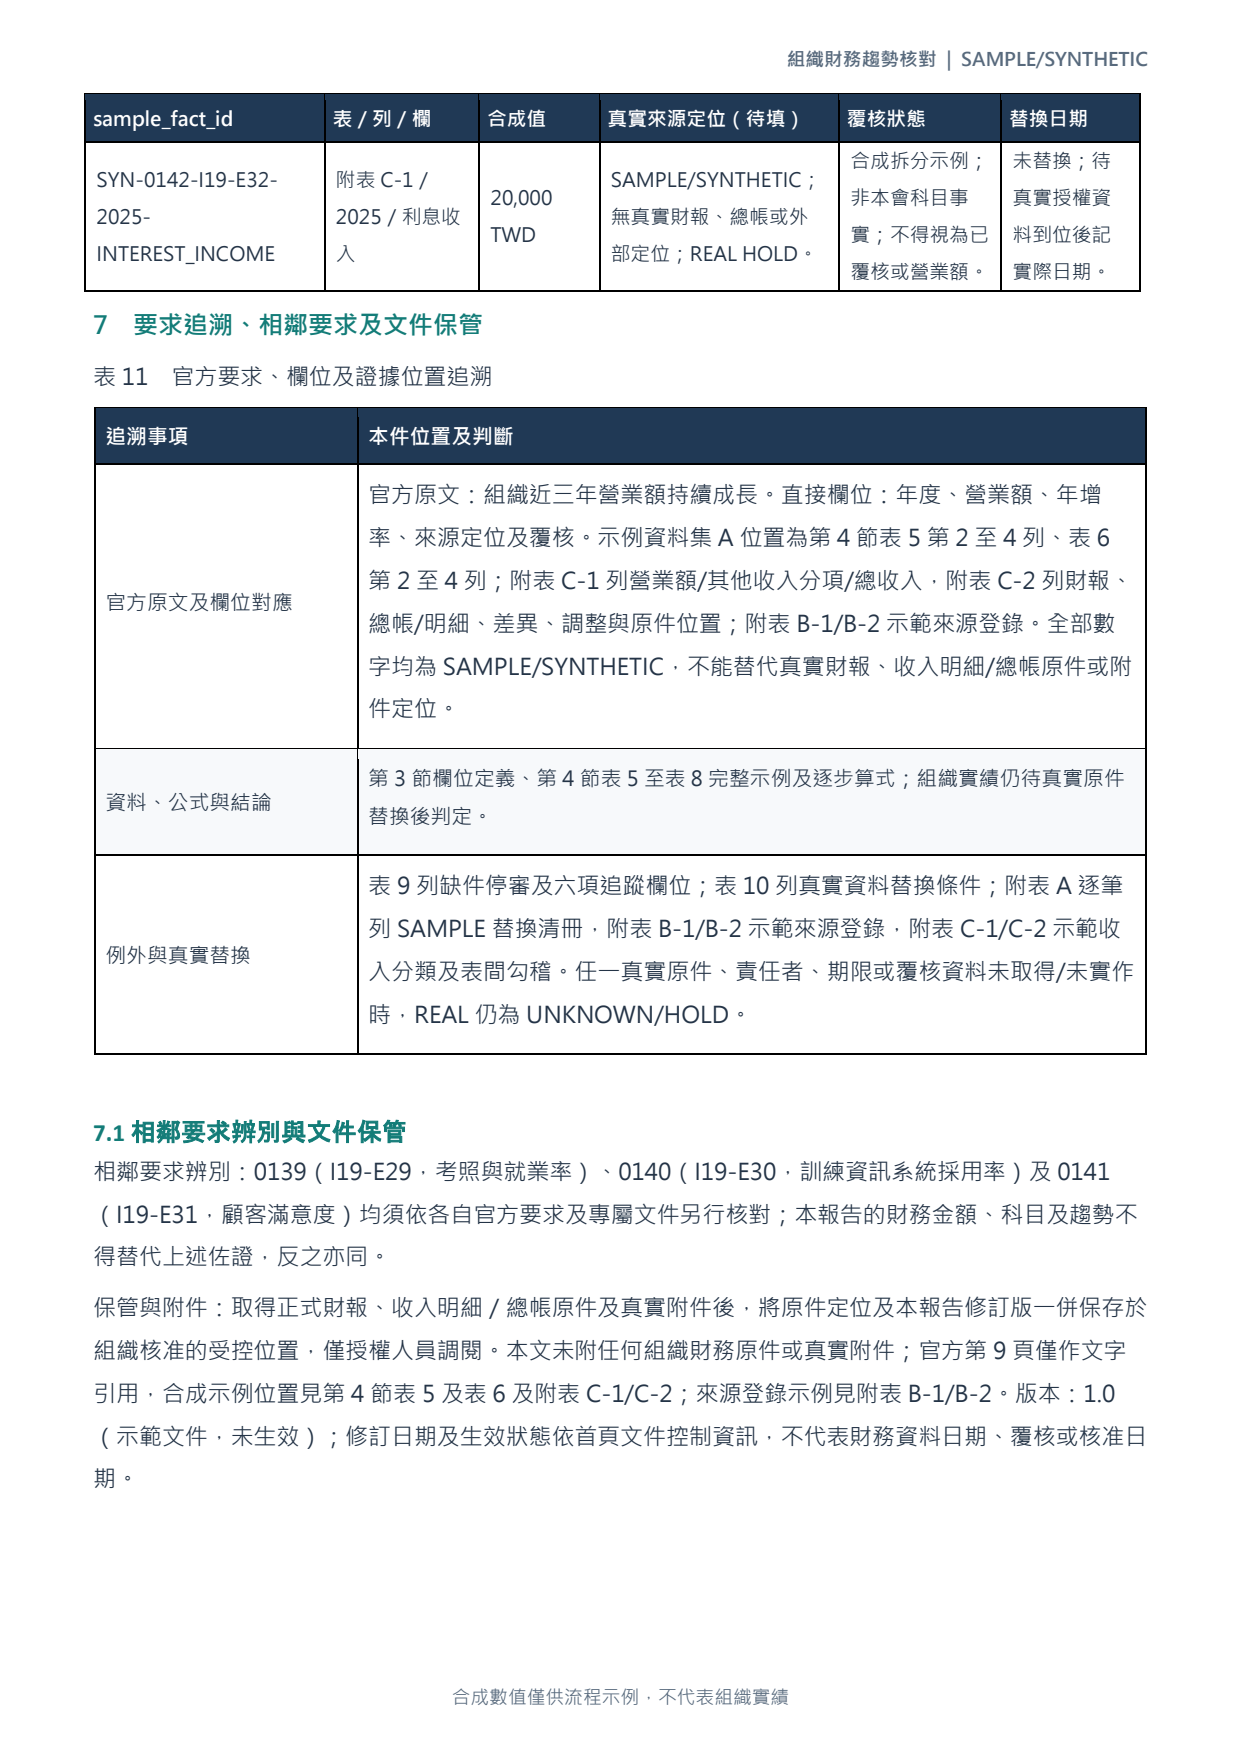 組織財務趨勢核對 | SAMPLE/SYNTHETIC
sample_fact_id
表 / 列 / 欄
合成值
真實來源定位（待填）
覆核狀態
替換日期
SYN-0142-I19-E32-
2025-
INTEREST_INCOME
附表 C-1 /
2025 / 利息收
入
20,000
TWD
SAMPLE/SYNTHETIC；
無真實財報、總帳或外
部定位；REAL HOLD。
合成拆分示例；
非本會科目事
實；不得視為已
覆核或營業額。
未替換；待
真實授權資
料到位後記
實際日期。
7　要求追溯、相鄰要求及文件保管
表 11　官方要求、欄位及證據位置追溯
追溯事項
本件位置及判斷
官方原文及欄位對應
官方原文：組織近三年營業額持續成長。直接欄位：年度、營業額、年增
率、來源定位及覆核。示例資料集 A 位置為第 4 節表 5 第 2 至 4 列、表 6
第 2 至 4 列；附表 C-1 列營業額/其他收入分項/總收入，附表 C-2 列財報、
總帳/明細、差異、調整與原件位置；附表 B-1/B-2 示範來源登錄。全部數
字均為 SAMPLE/SYNTHETIC，不能替代真實財報、收入明細/總帳原件或附
件定位。
資料、公式與結論
第 3 節欄位定義、第 4 節表 5 至表 8 完整示例及逐步算式；組織實績仍待真實原件
替換後判定。
例外與真實替換
表 9 列缺件停審及六項追蹤欄位；表 10 列真實資料替換條件；附表 A 逐筆
列 SAMPLE 替換清冊，附表 B-1/B-2 示範來源登錄，附表 C-1/C-2 示範收
入分類及表間勾稽。任一真實原件、責任者、期限或覆核資料未取得/未實作
時，REAL 仍為 UNKNOWN/HOLD。
7.1 相鄰要求辨別與文件保管
相鄰要求辨別：0139（I19-E29，考照與就業率）、0140（I19-E30，訓練資訊系統採用率）及 0141
（I19-E31，顧客滿意度）均須依各自官方要求及專屬文件另行核對；本報告的財務金額、科目及趨勢不
得替代上述佐證，反之亦同。
保管與附件：取得正式財報、收入明細 / 總帳原件及真實附件後，將原件定位及本報告修訂版一併保存於
組織核准的受控位置，僅授權人員調閱。本文未附任何組織財務原件或真實附件；官方第 9 頁僅作文字
引用，合成示例位置見第 4 節表 5 及表 6 及附表 C-1/C-2；來源登錄示例見附表 B-1/B-2。版本：1.0
（示範文件，未生效）；修訂日期及生效狀態依首頁文件控制資訊，不代表財務資料日期、覆核或核准日
期。
合成數值僅供流程示例，不代表組織實績